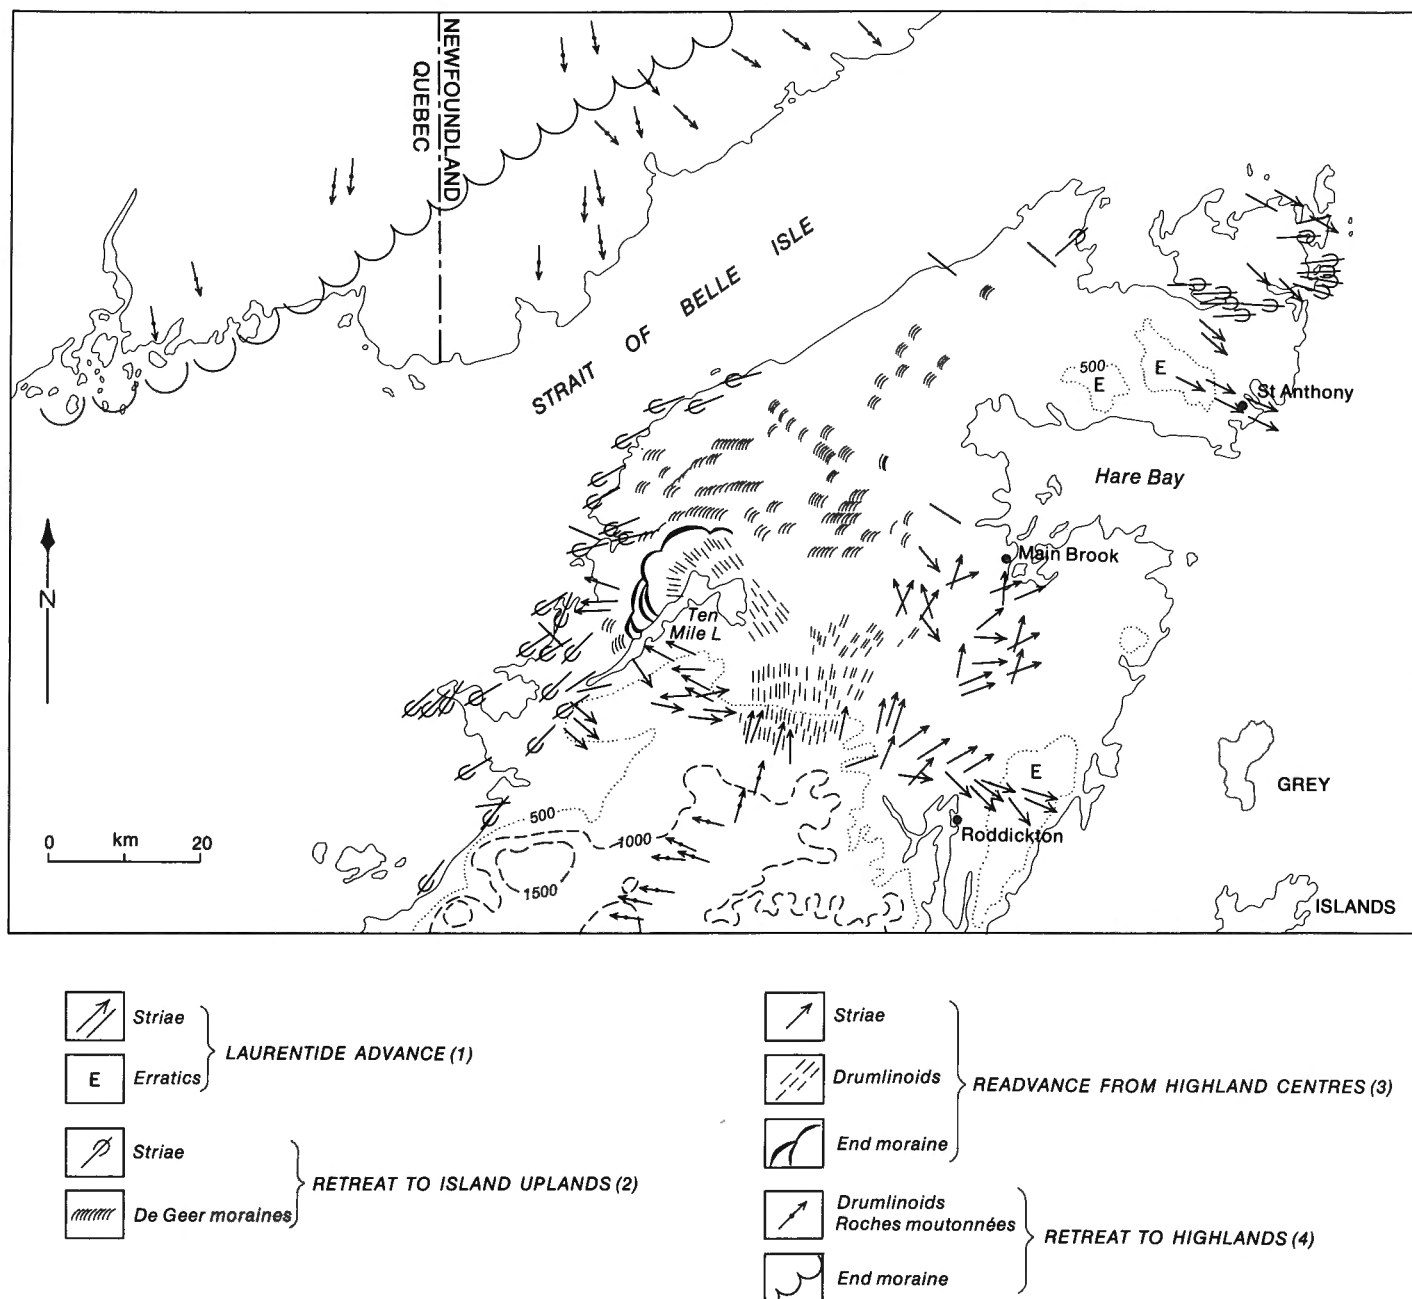 NEWFOUNDLAND
QUEBEC
STRAIT OF BELLE ISLE
500
E
E
St Anthony
Hare Bay
Main Brook
Ten
Mile L
N
E
GREY
0 km 20
500
1000
Roddickton
1500
ISLANDS
Striae
LAURENTIDE ADVANCE (1)
E
Erratics
Striae
RETREAT TO ISLAND UPLANDS (2)
De Geer moraines
Striae
Drumlinoids
READVANCE FROM HIGHLAND CENTRES (3)
End moraine
Drumlinoids
Roches moutonnées
RETREAT TO HIGHLANDS (4)
End moraine